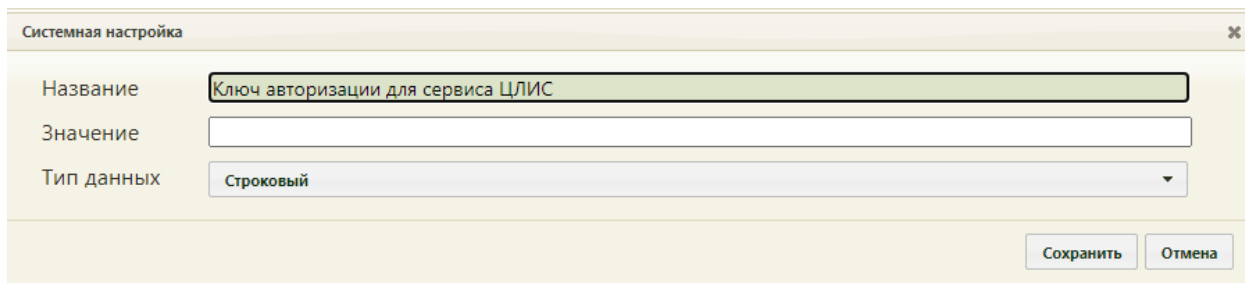 Системная настройка
Название Ключ авторизации для сервиса ЦЛИС
Значение
Тип данных Строковый
Сохранить Отмена